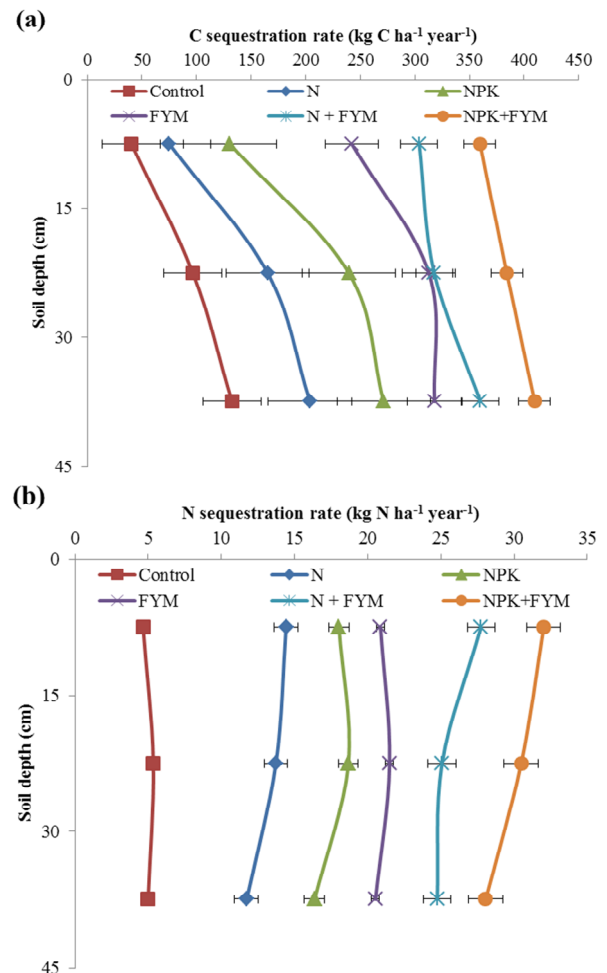 (a)
C sequestration rate (kg C ha⁻¹ year⁻¹)
0 50 100 150 200 250 300 350 400 450
0
Control N NPK
FYM N + FYM NPK+FYM
15
30
45
Soil depth (cm)
(b)
N sequestration rate (kg N ha⁻¹ year⁻¹)
0 5 10 15 20 25 30 35
0
Control N NPK
FYM N + FYM NPK+FYM
15
30
45
Soil depth (cm)